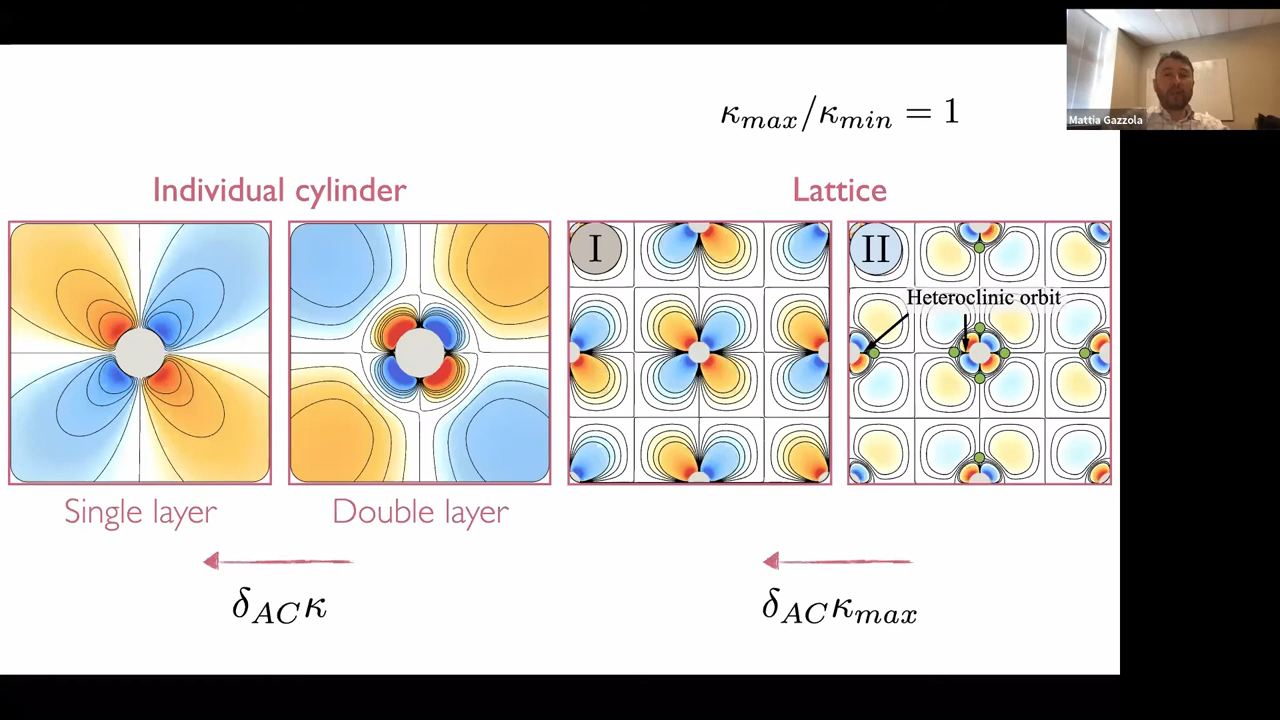 κ_max/κ_min = 1
Mattia Gazzola
Individual cylinder
Lattice
I
II
Heteroclinic orbit
Single layer
Double layer
δ_AC κ
δ_AC κ_max